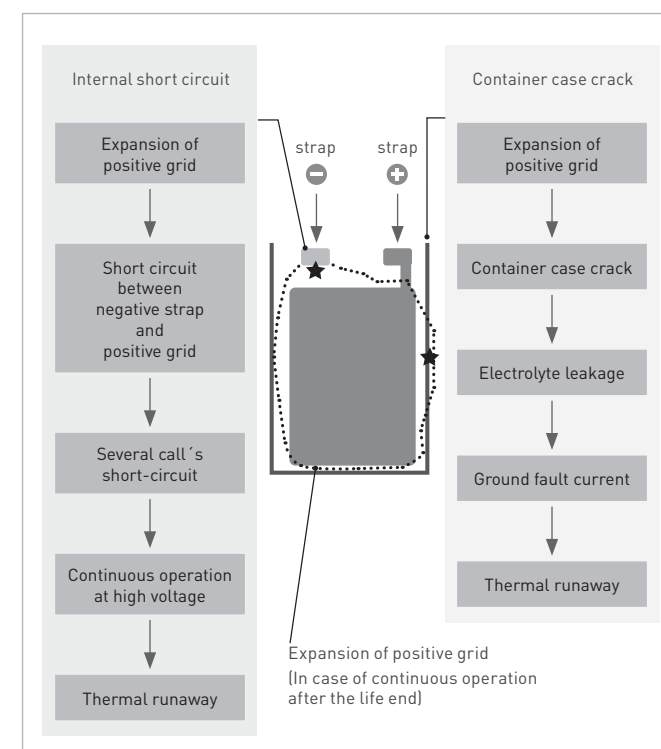 Internal short circuit
Expansion of
positive grid
Short circuit
between
negative strap
and
positive grid
Several call´s
short-circuit
Continuous operation
at high voltage
Thermal runaway
strap
strap
Expansion of positive grid
(In case of continuous operation
after the life end)
Container case crack
Expansion of
positive grid
Container case crack
Electrolyte leakage
Ground fault current
Thermal runaway